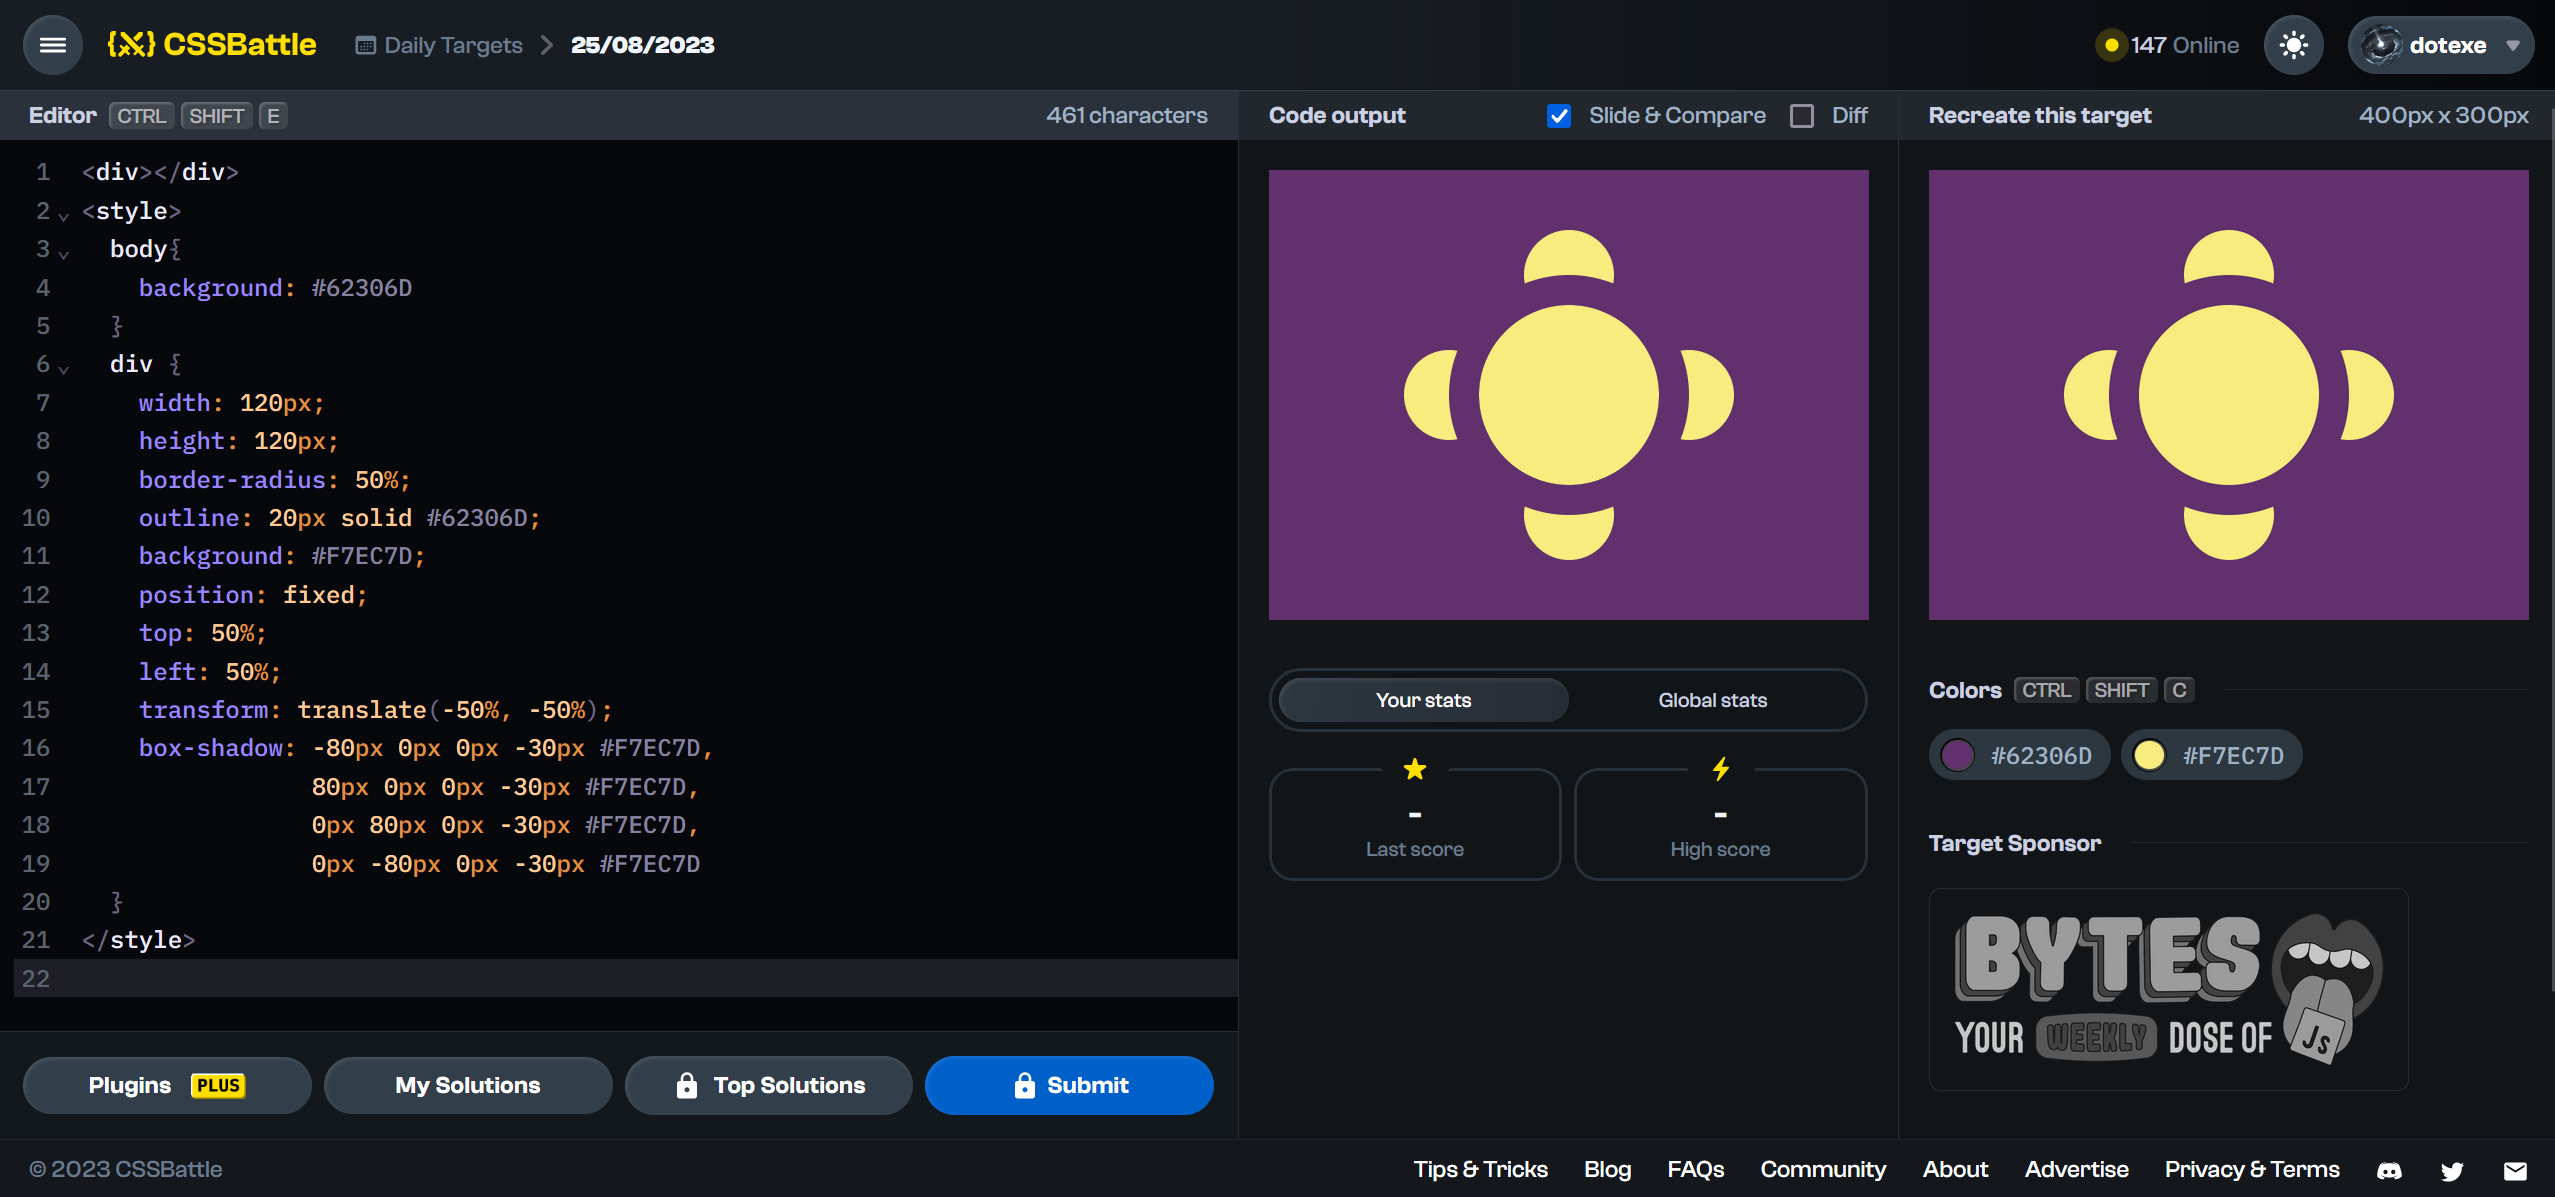 {X} CSSBattle
Daily Targets
25/08/2023
147 Online
dotexe
Editor CTRL SHIFT E
461 characters
1 <div></div>
2 <style>
3 body{
4 background: #62306D
5 }
6 div {
7 width: 120px;
8 height: 120px;
9 border-radius: 50%;
10 outline: 20px solid #62306D;
11 background: #F7EC7D;
12 position: fixed;
13 top: 50%;
14 left: 50%;
15 transform: translate(-50%, -50%);
16 box-shadow: -80px 0px 0px -30px #F7EC7D,
17 80px 0px 0px -30px #F7EC7D,
18 0px 80px 0px -30px #F7EC7D,
19 0px -80px 0px -30px #F7EC7D
20 }
21 </style>
22
Plugins PLUS
My Solutions
Top Solutions
Submit
Code output
Slide & Compare
Diff
Your stats
Global stats
-
Last score
-
High score
Recreate this target
400px x 300px
Colors CTRL SHIFT C
#62306D
#F7EC7D
Target Sponsor
BYTES
YOUR WEEKLY DOSE OF JS
© 2023 CSSBattle
Tips & Tricks
Blog
FAQs
Community
About
Advertise
Privacy & Terms